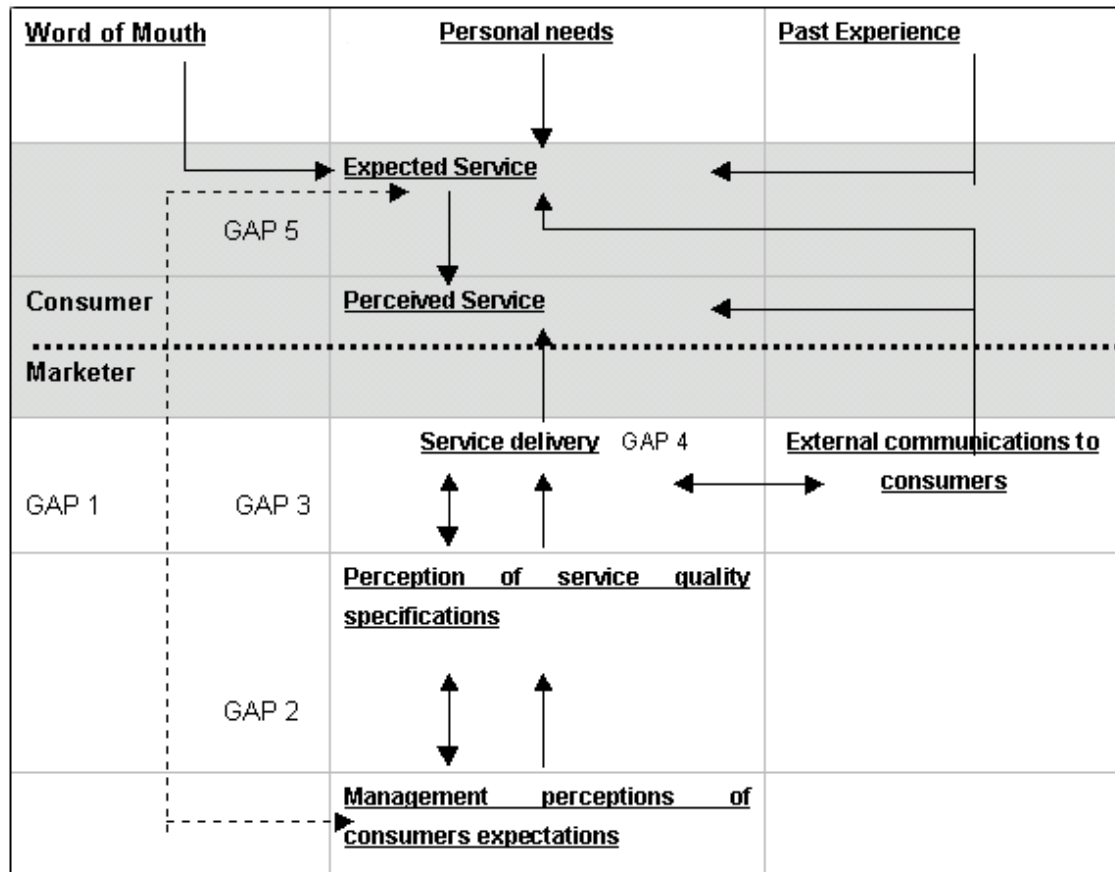 Word of Mouth
Personal needs
Past Experience
Expected Service
GAP 5
Consumer
Perceived Service
Marketer
Service delivery
GAP 4
External communications to
consumers
GAP 1
GAP 3
Perception of service quality
specifications
GAP 2
Management perceptions of
consumers expectations